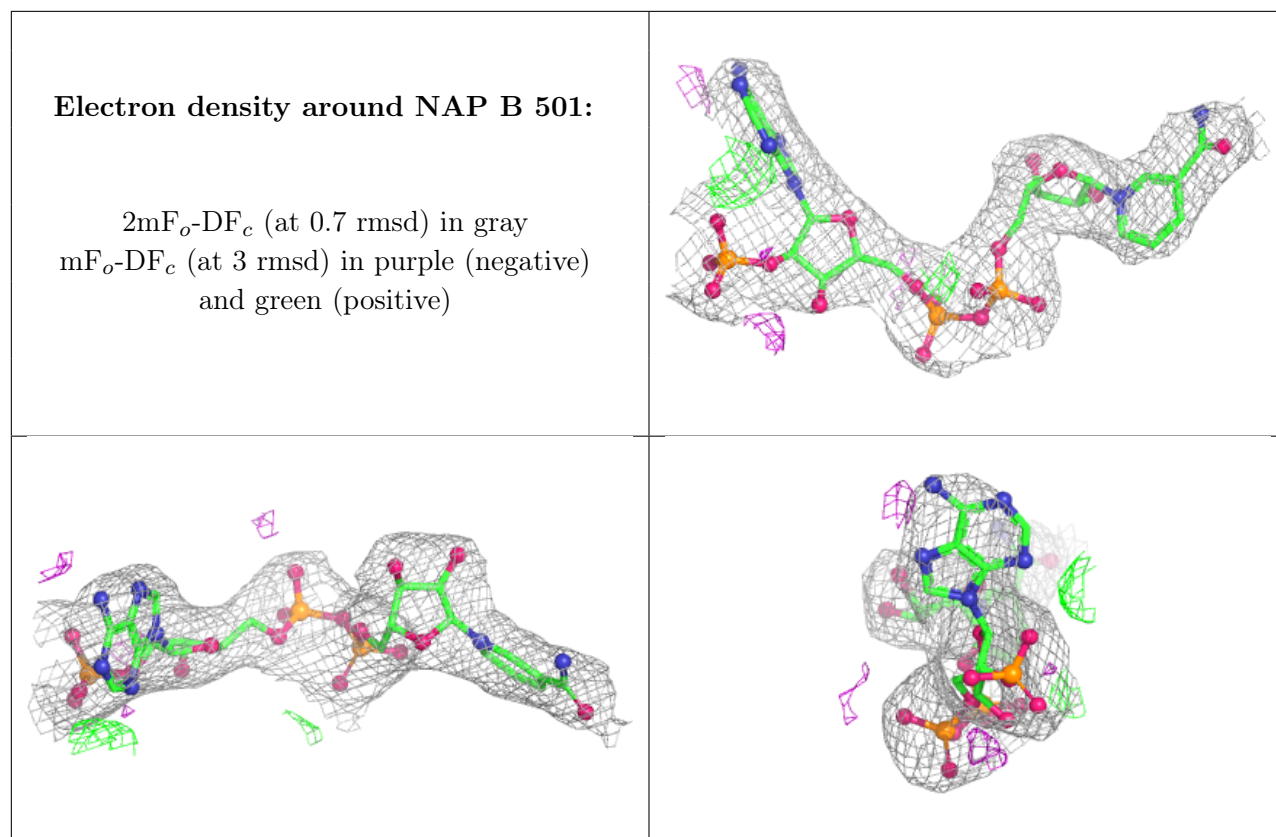 Electron density around NAP B 501:
2mFo-DFc (at 0.7 rmsd) in gray
mFo-DFc (at 3 rmsd) in purple (negative)
and green (positive)